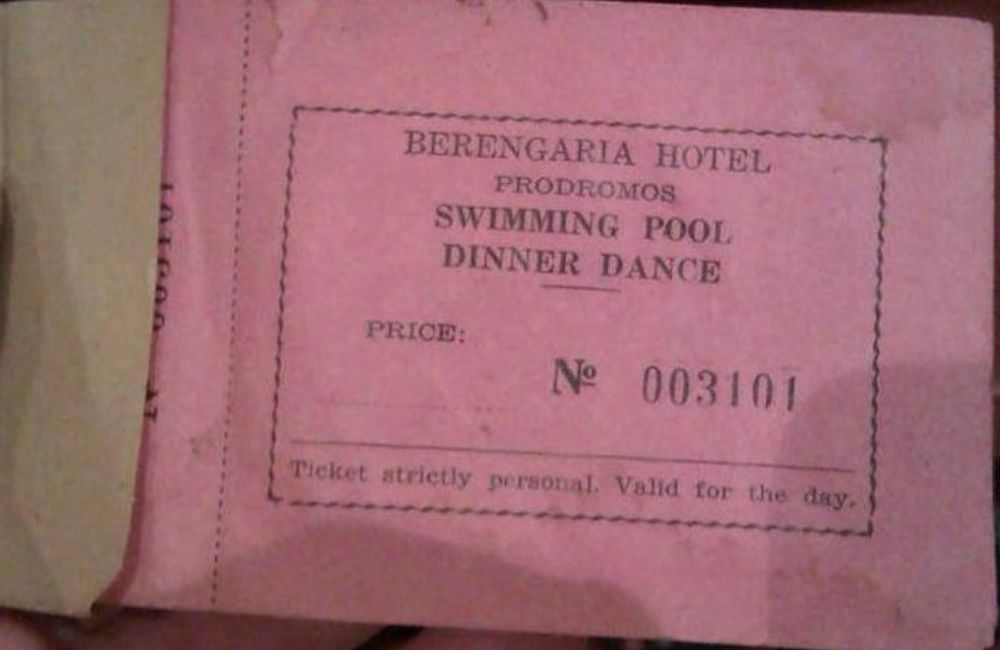 BERENGARIA HOTEL
PRODROMOS
SWIMMING POOL
DINNER DANCE
PRICE:
Nº 003101
Ticket strictly personal. Valid for the day.